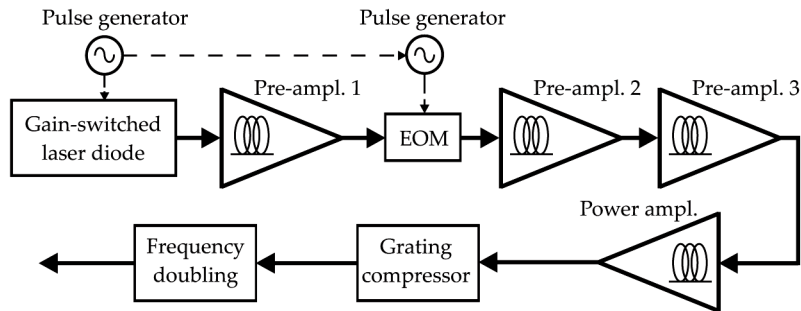 Pulse generator
Pulse generator
Pre-ampl. 1
Pre-ampl. 2
Pre-ampl. 3
Gain-switched
laser diode
EOM
Power ampl.
Frequency
doubling
Grating
compressor